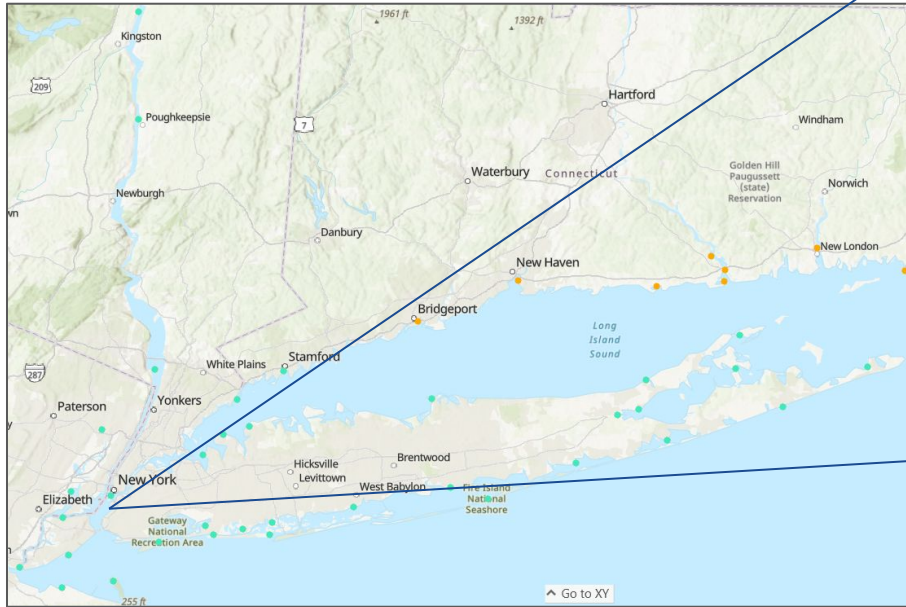 1961 ft
1392 ft
Kingston
209
Hartford
Poughkeepsie
7
Windham
Waterbury
Connecticut
Golden Hill
Paugussett
(state)
Reservation
Norwich
Newburgh
wn
Danbury
New London
New Haven
Bridgeport
Long
Island
Sound
Stamford
White Plains
287
Paterson
Yonkers
y
Brentwood
Hicksville
Levittown
New York
West Babylon
Fire Island
National
Seashore
Elizabeth
Gateway
National
Recreation Area
n
Go to XY
255 ft